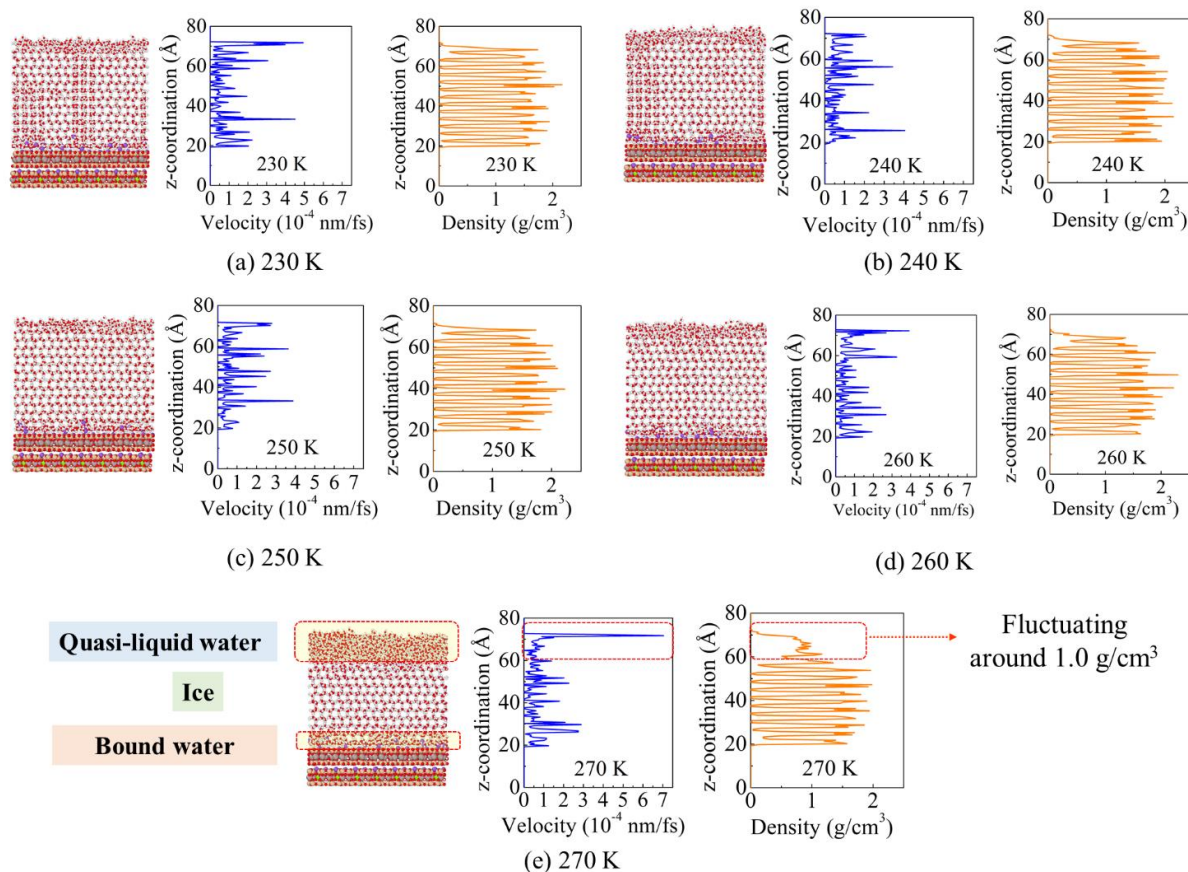 80
60
40
20
0
z-coordination (Å)
230 K
0 1 2 3 4 5 6 7
Velocity (10⁻⁴ nm/fs)
80
60
40
20
0
z-coordination (Å)
230 K
0 1 2
Density (g/cm³)
(a) 230 K
80
60
40
20
0
z-coordination (Å)
240 K
0 1 2 3 4 5 6 7
Velocity (10⁻⁴ nm/fs)
80
60
40
20
0
z-coordination (Å)
240 K
0 1 2
Density (g/cm³)
(b) 240 K
80
60
40
20
0
z-coordination (Å)
250 K
0 1 2 3 4 5 6 7
Velocity (10⁻⁴ nm/fs)
80
60
40
20
0
z-coordination (Å)
250 K
0 1 2
Density (g/cm³)
(c) 250 K
80
60
40
20
0
z-coordination (Å)
260 K
0 1 2 3 4 5 6 7
Velocity (10⁻⁴ nm/fs)
80
60
40
20
0
z-coordination (Å)
260 K
0 1 2
Density (g/cm³)
(d) 260 K
Quasi-liquid water
Ice
Bound water
80
60
40
20
0
z-coordination (Å)
270 K
0 1 2 3 4 5 6 7
Velocity (10⁻⁴ nm/fs)
80
60
40
20
0
z-coordination (Å)
270 K
0 1 2
Density (g/cm³)
Fluctuating
around 1.0 g/cm³
(e) 270 K